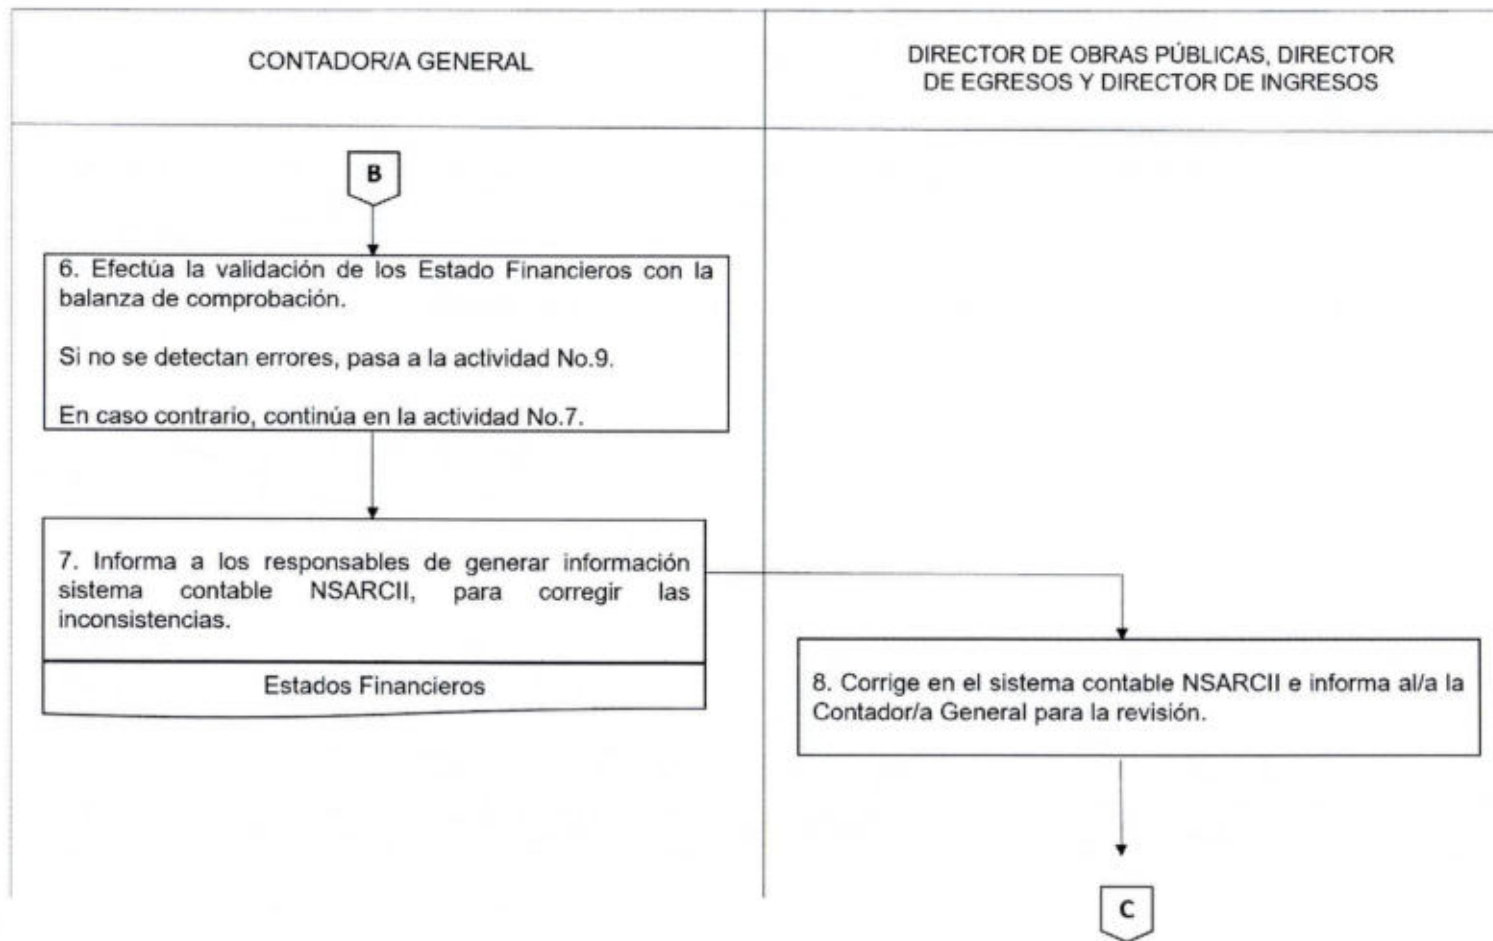 CONTADOR/A GENERAL
DIRECTOR DE OBRAS PÚBLICAS, DIRECTOR
DE EGRESOS Y DIRECTOR DE INGRESOS
B
6. Efectúa la validación de los Estado Financieros con la
balanza de comprobación.
Si no se detectan errores, pasa a la actividad No.9.
En caso contrario, continúa en la actividad No.7.
7. Informa a los responsables de generar información
sistema contable NSARCII, para corregir las
inconsistencias.
Estados Financieros
8. Corrige en el sistema contable NSARCII e informa al/a la
Contador/a General para la revisión.
C